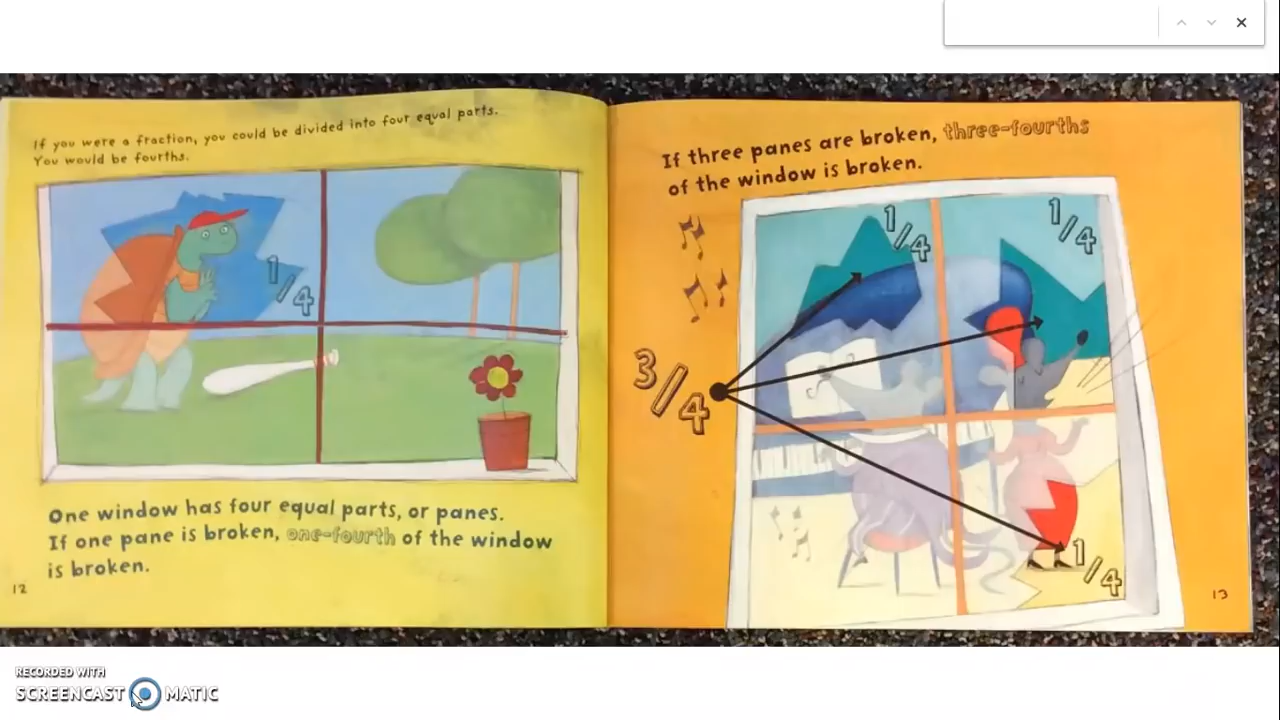 If you were a fraction, you could be divided into four equal parts.
You would be fourths.
1/4
One window has four equal parts, or panes.
If one pane is broken, one-fourth of the window
is broken.
12
If three panes are broken, three-fourths
of the window is broken.
1/4
1/4
3/4
1/4
13
RECORDED WITH
SCREENCAST MATIC